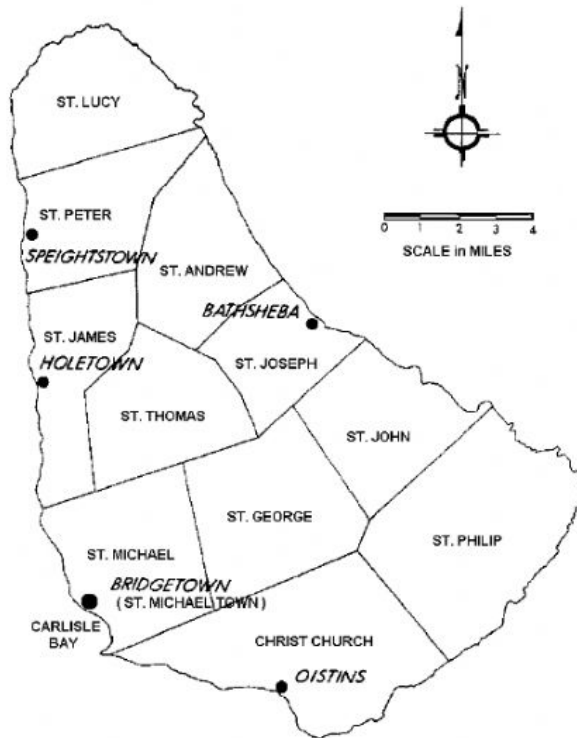 ST. LUCY
N
ST. PETER
SPEIGHTSTOWN
0 1 2 3 4
SCALE in MILES
ST. ANDREW
BATHSHEBA
ST. JAMES
HOLETOWN
ST. JOSEPH
ST. THOMAS
ST. JOHN
ST. GEORGE
ST. PHILIP
ST. MICHAEL
BRIDGETOWN
( ST. MICHAEL TOWN )
CARLISLE
BAY
CHRIST CHURCH
OISTINS